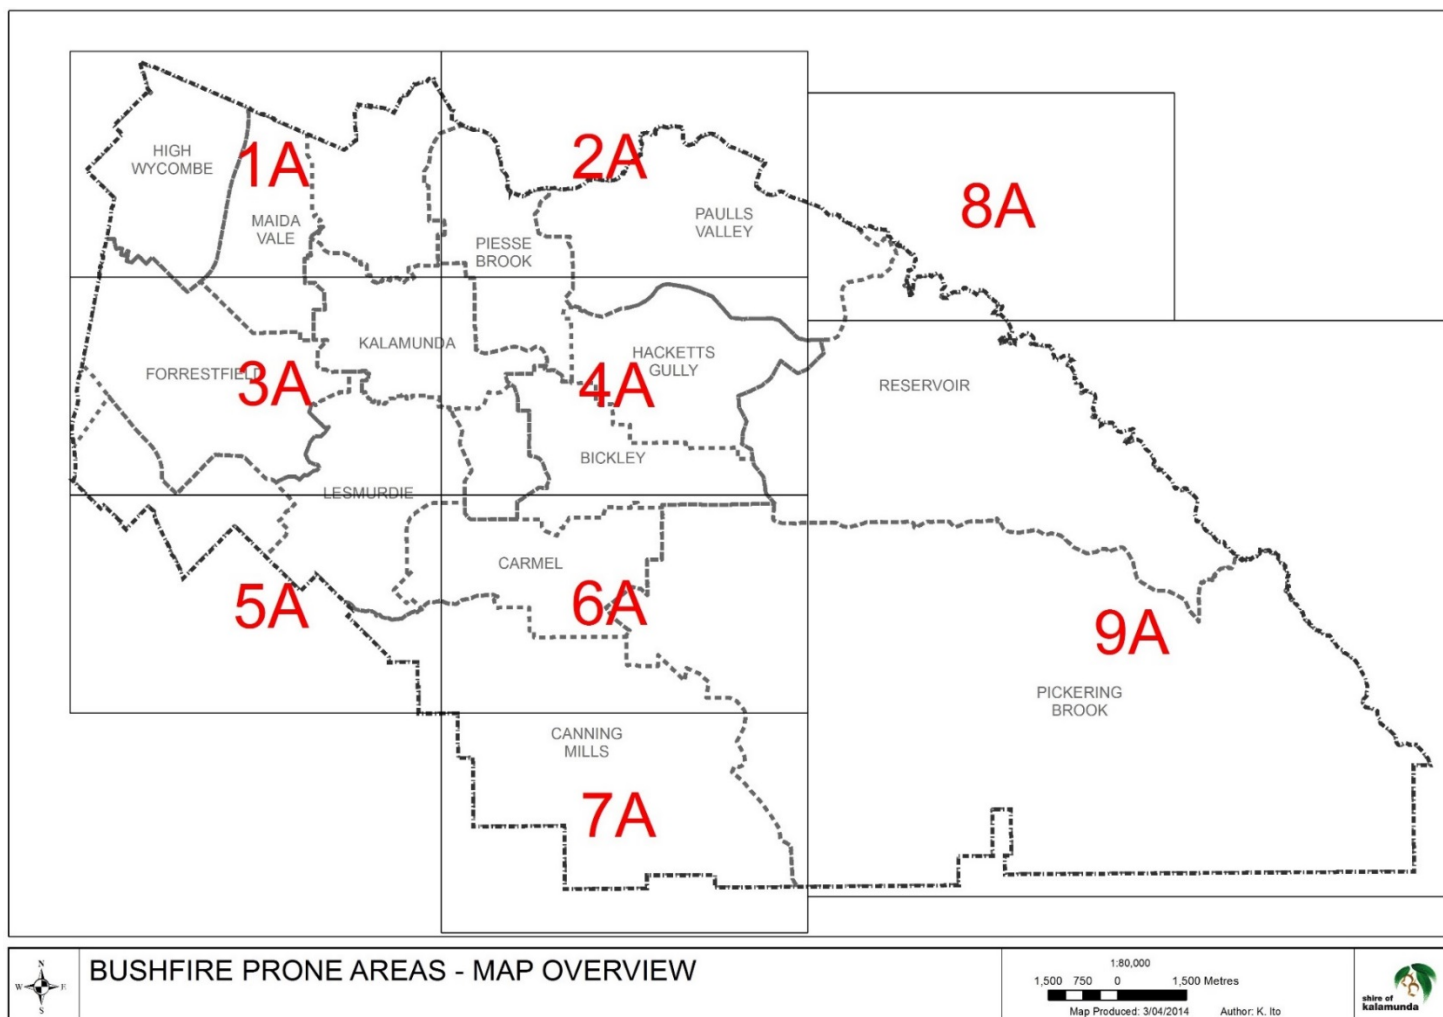 HIGH
WYCOMBE
1A
MAIDA
VALE
2A
PIESSE
BROOK
PAULLS
VALLEY
8A
KALAMUNDA
FORRESTFIELD
3A
HACKETTS
GULLY
4A
RESERVOIR
BICKLEY
LESMURDIE
CARMEL
5A
6A
9A
PICKERING
BROOK
CANNING
MILLS
7A
N
W E
S
BUSHFIRE PRONE AREAS - MAP OVERVIEW
1:80,000
1,500 750 0 1,500 Metres
Map Produced: 3/04/2014 Author: K. Ito
shire of
kalamunda